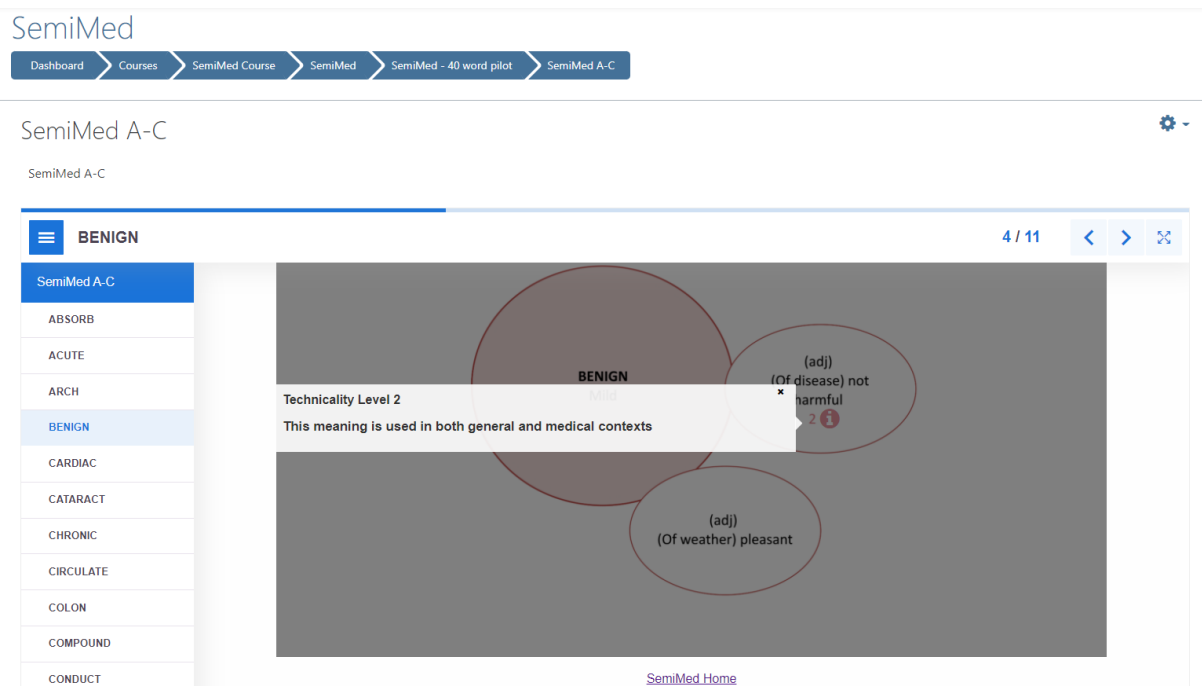 SemiMed
Dashboard
Courses
SemiMed Course
SemiMed
SemiMed - 40 word pilot
SemiMed A-C
SemiMed A-C
SemiMed A-C
BENIGN
4 / 11
SemiMed A-C
ABSORB
ACUTE
ARCH
BENIGN
CARDIAC
CATARACT
CHRONIC
CIRCULATE
COLON
COMPOUND
CONDUCT
BENIGN
Mild
(adj)
(Of disease) not
harmful
2
Technicality Level 2
This meaning is used in both general and medical contexts
(adj)
(Of weather) pleasant
SemiMed Home